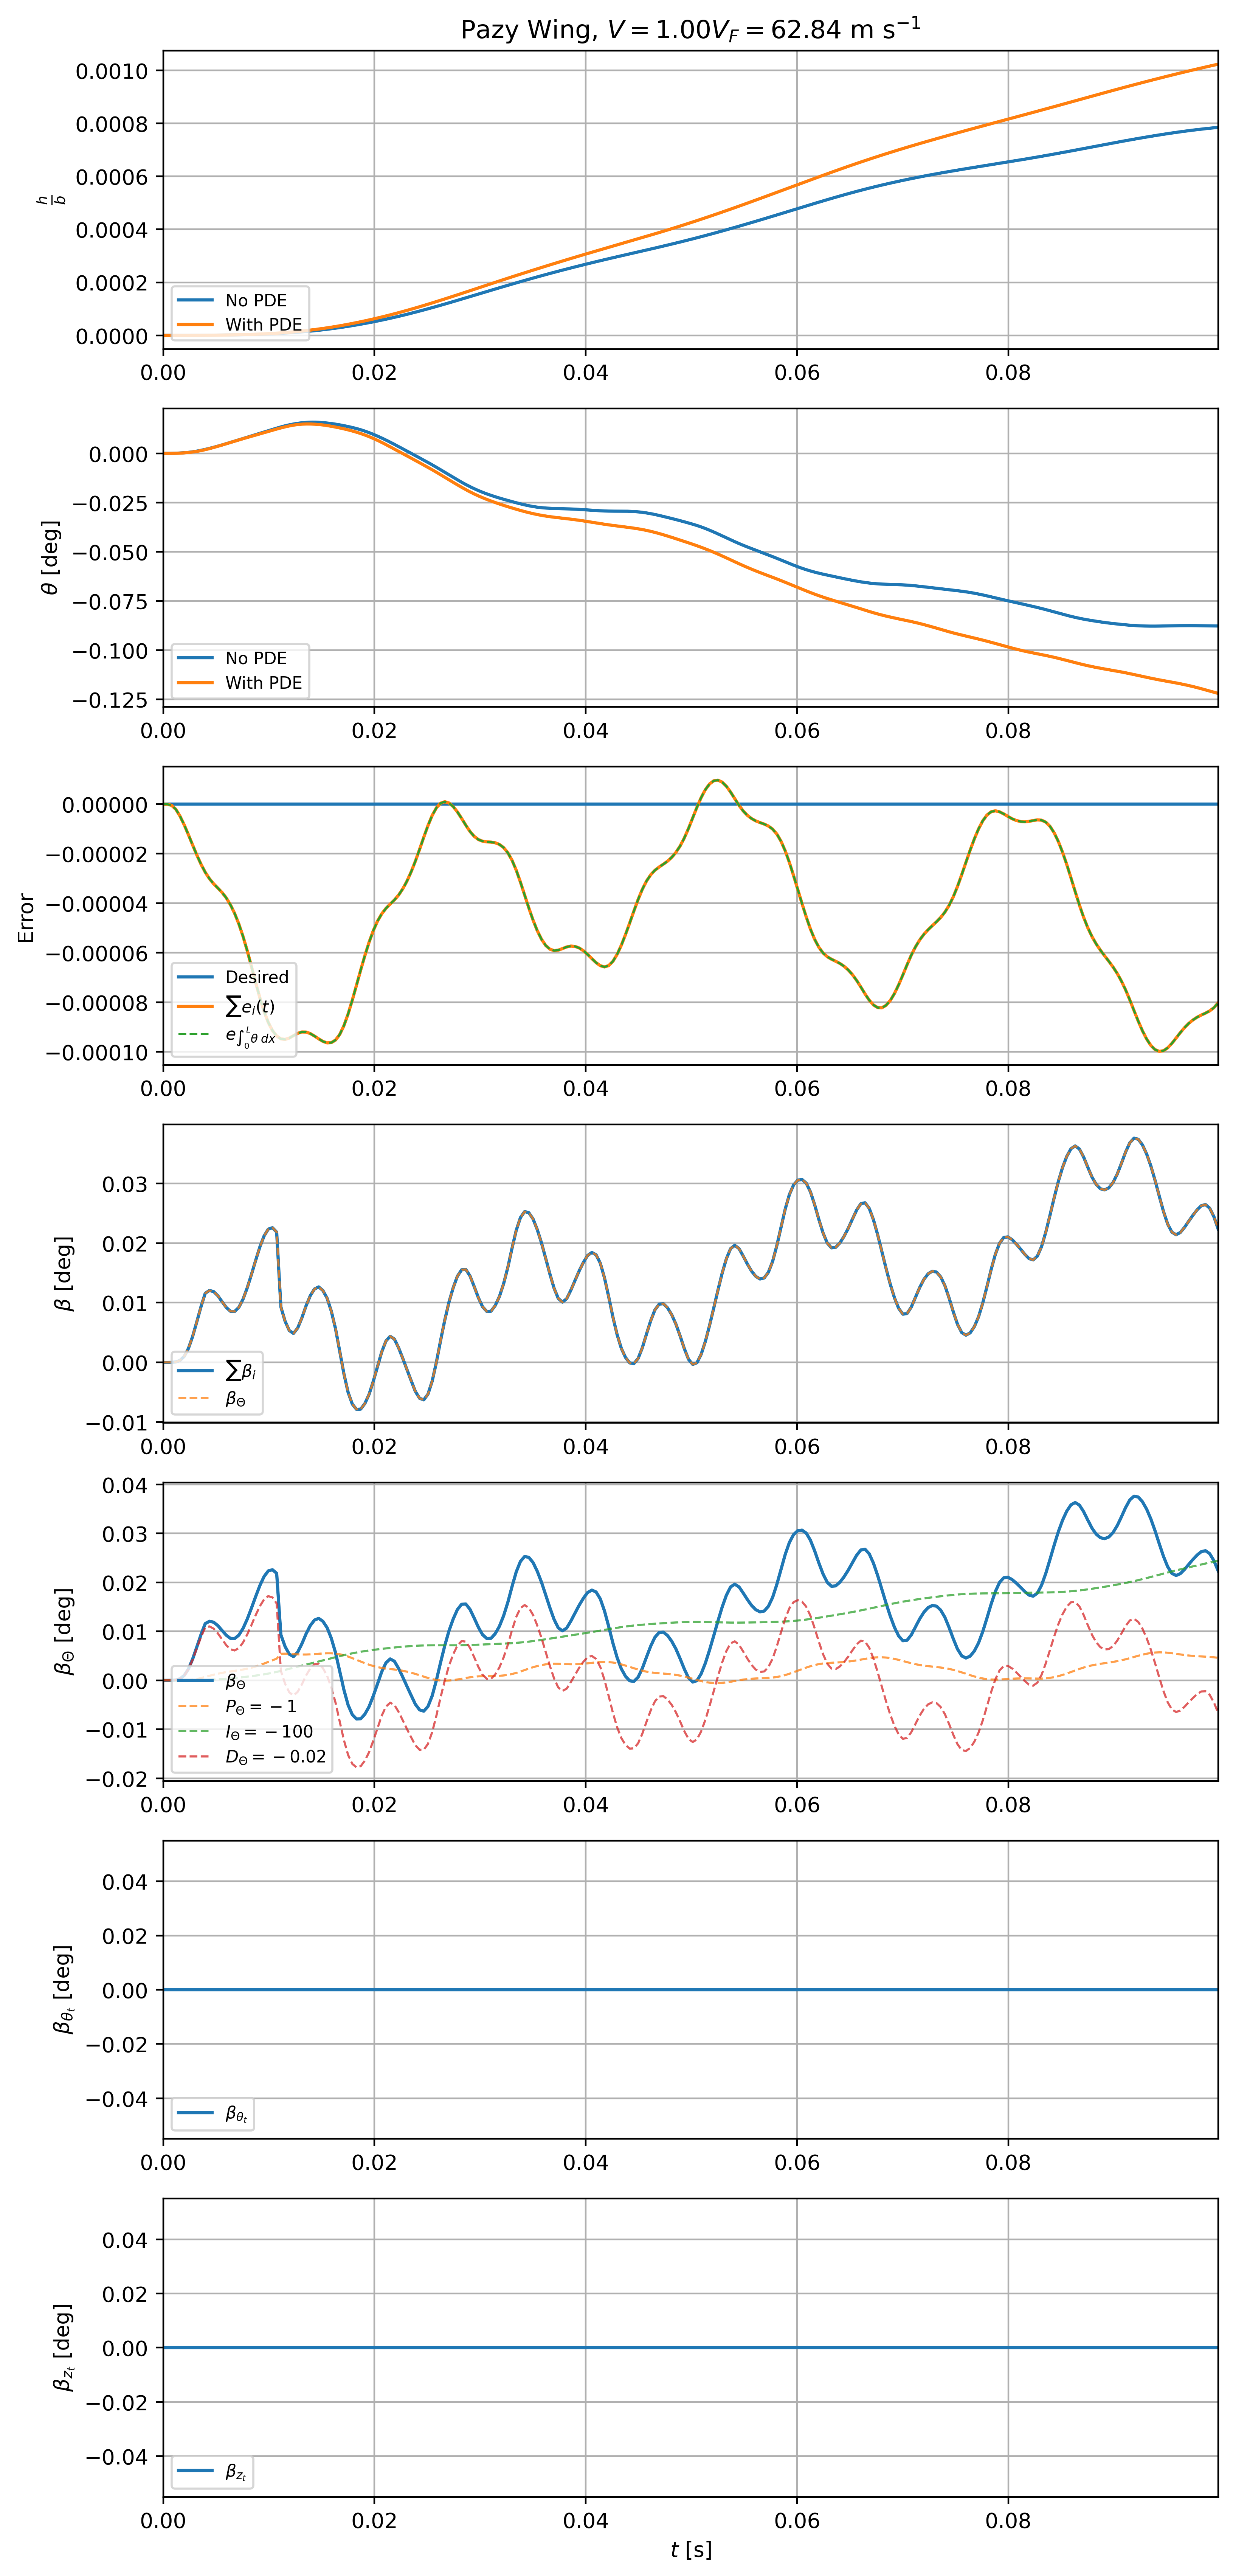 Pazy Wing, V = 1.00V_F = 62.84 m s⁻¹
0.0010
0.0008
0.0006
0.0004
0.0002
0.0000
h/b
No PDE
With PDE
0.00 0.02 0.04 0.06 0.08
0.000
−0.025
−0.050
−0.075
−0.100
−0.125
θ [deg]
No PDE
With PDE
0.00 0.02 0.04 0.06 0.08
0.00000
−0.00002
−0.00004
−0.00006
−0.00008
−0.00010
Error
Desired
∑e_i(t)
e_{∫_0^L θ dx}
0.00 0.02 0.04 0.06 0.08
0.03
0.02
0.01
0.00
−0.01
β [deg]
∑β_i
β_Θ
0.00 0.02 0.04 0.06 0.08
0.04
0.03
0.02
0.01
0.00
−0.01
−0.02
β_Θ [deg]
β_Θ
P_Θ = −1
I_Θ = −100
D_Θ = −0.02
0.00 0.02 0.04 0.06 0.08
0.04
0.02
0.00
−0.02
−0.04
β_{θ_t} [deg]
β_{θ_t}
0.00 0.02 0.04 0.06 0.08
0.04
0.02
0.00
−0.02
−0.04
β_{z_t} [deg]
β_{z_t}
0.00 0.02 0.04 0.06 0.08
t [s]